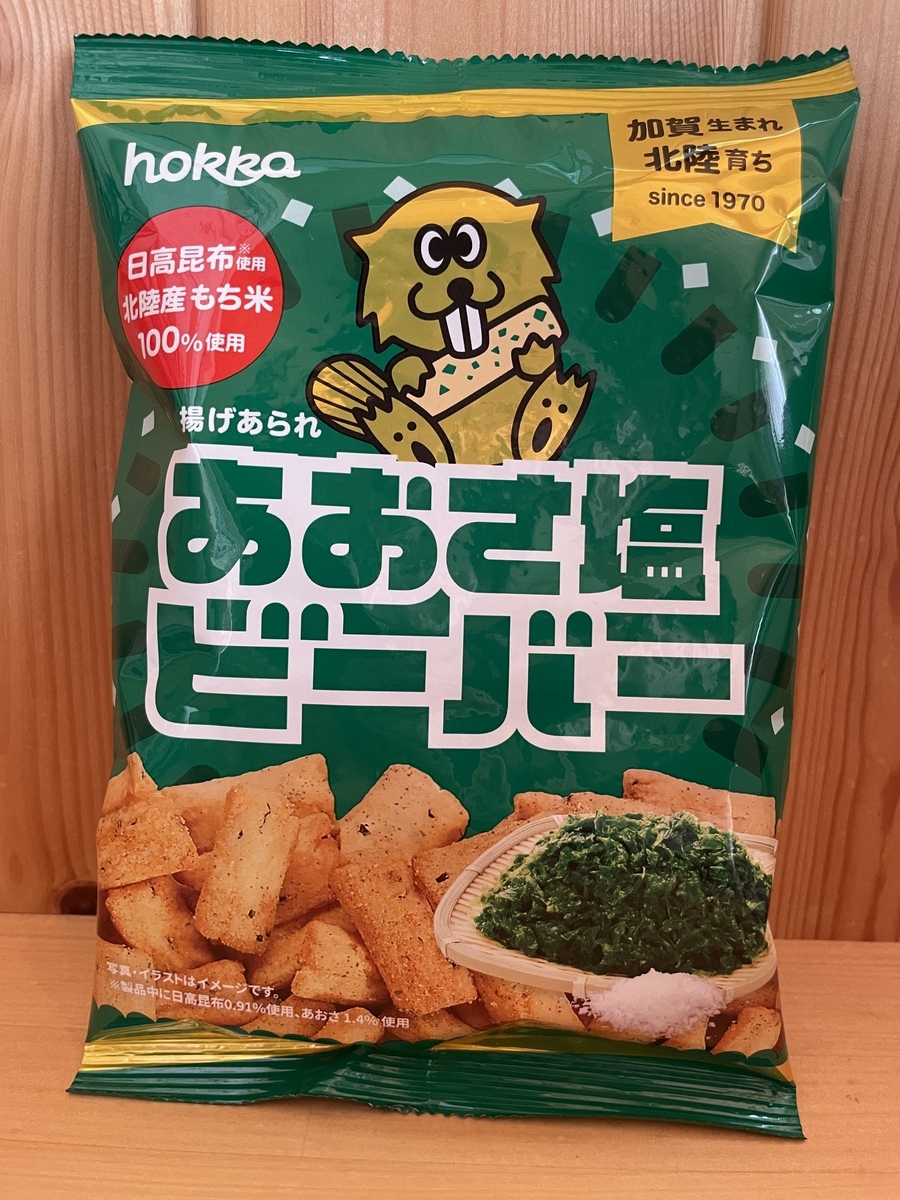 hokka
加賀生まれ
北陸育ち
since 1970
日高昆布※使用
北陸産もち米
100%使用
揚げあられ
あおさ塩
ビーバー
写真・イラストはイメージです。
※製品中に日高昆布0.91%使用、あおさ1.4%使用